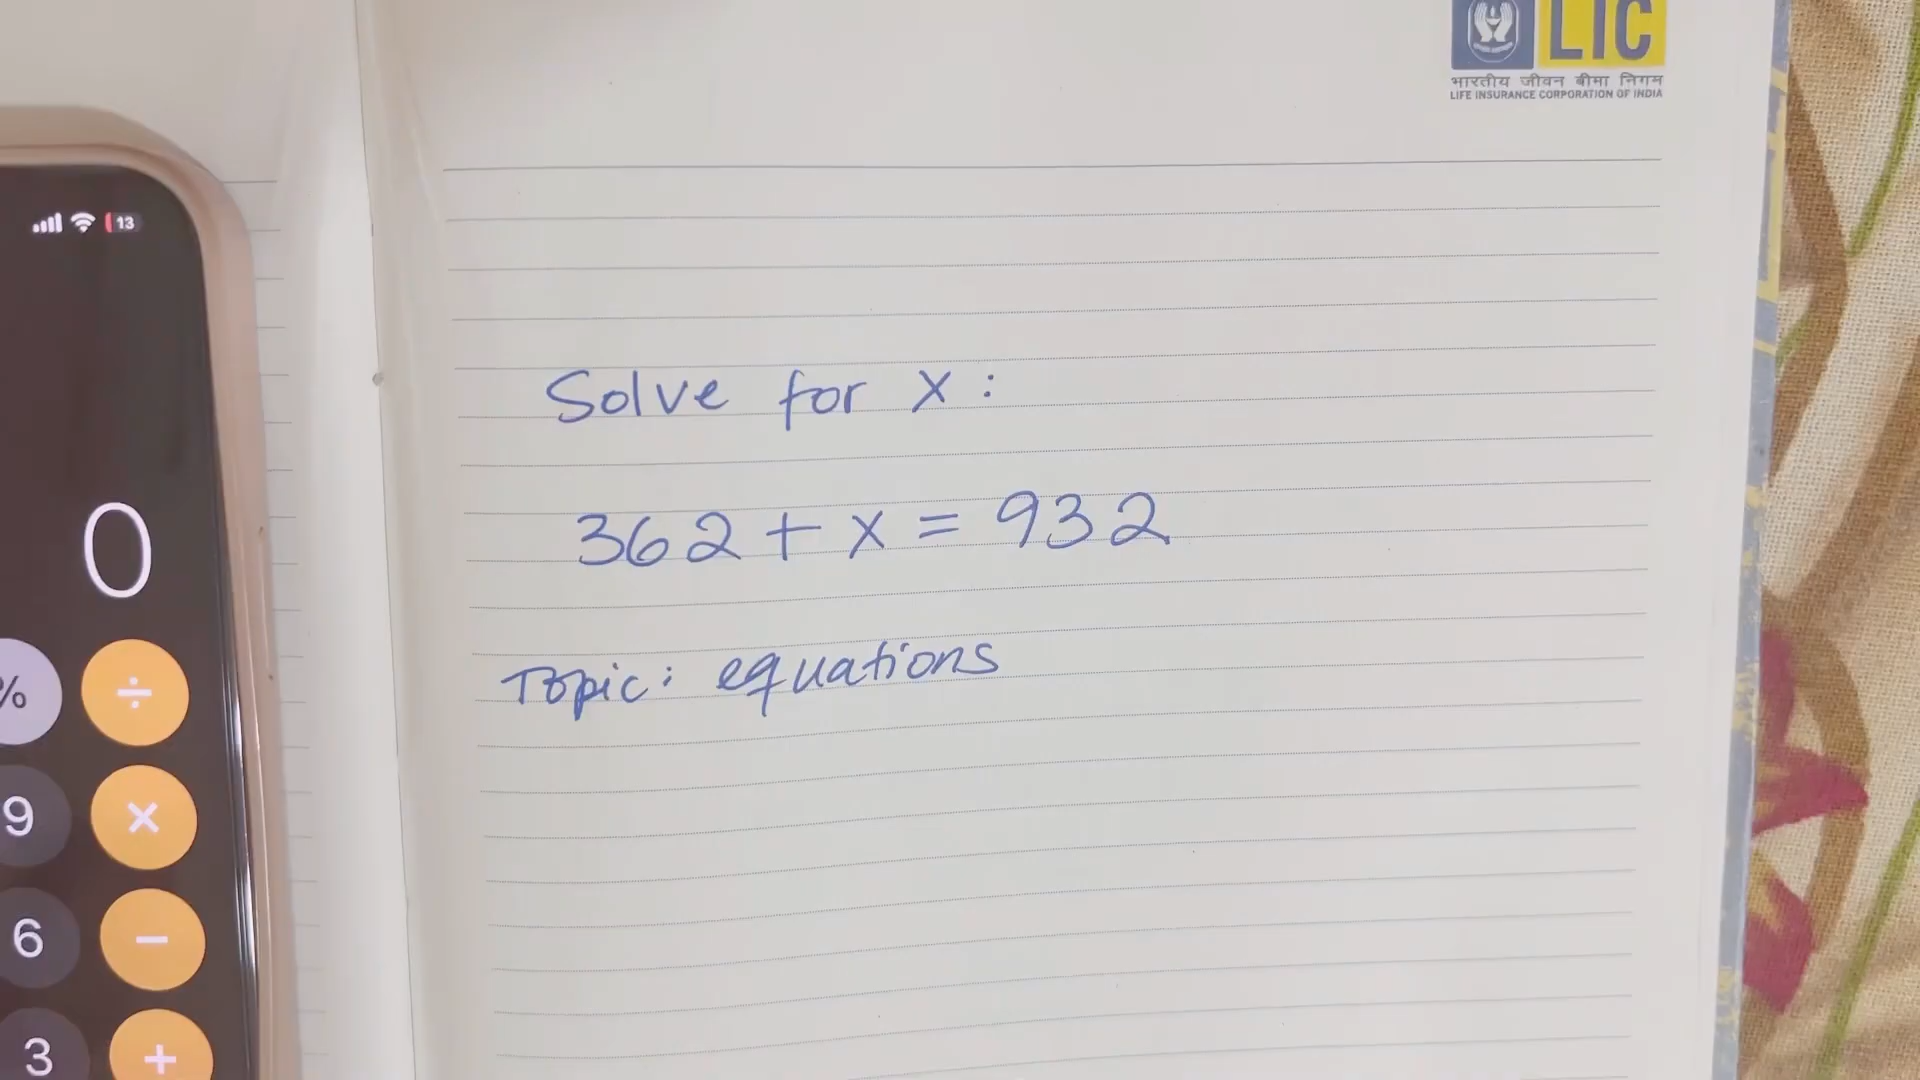 LIC
भारतीय जीवन बीमा निगम
LIFE INSURANCE CORPORATION OF INDIA
13
0
%
÷
9
×
6
−
3
+
Solve for x:
362 + x = 932
Topic: equations